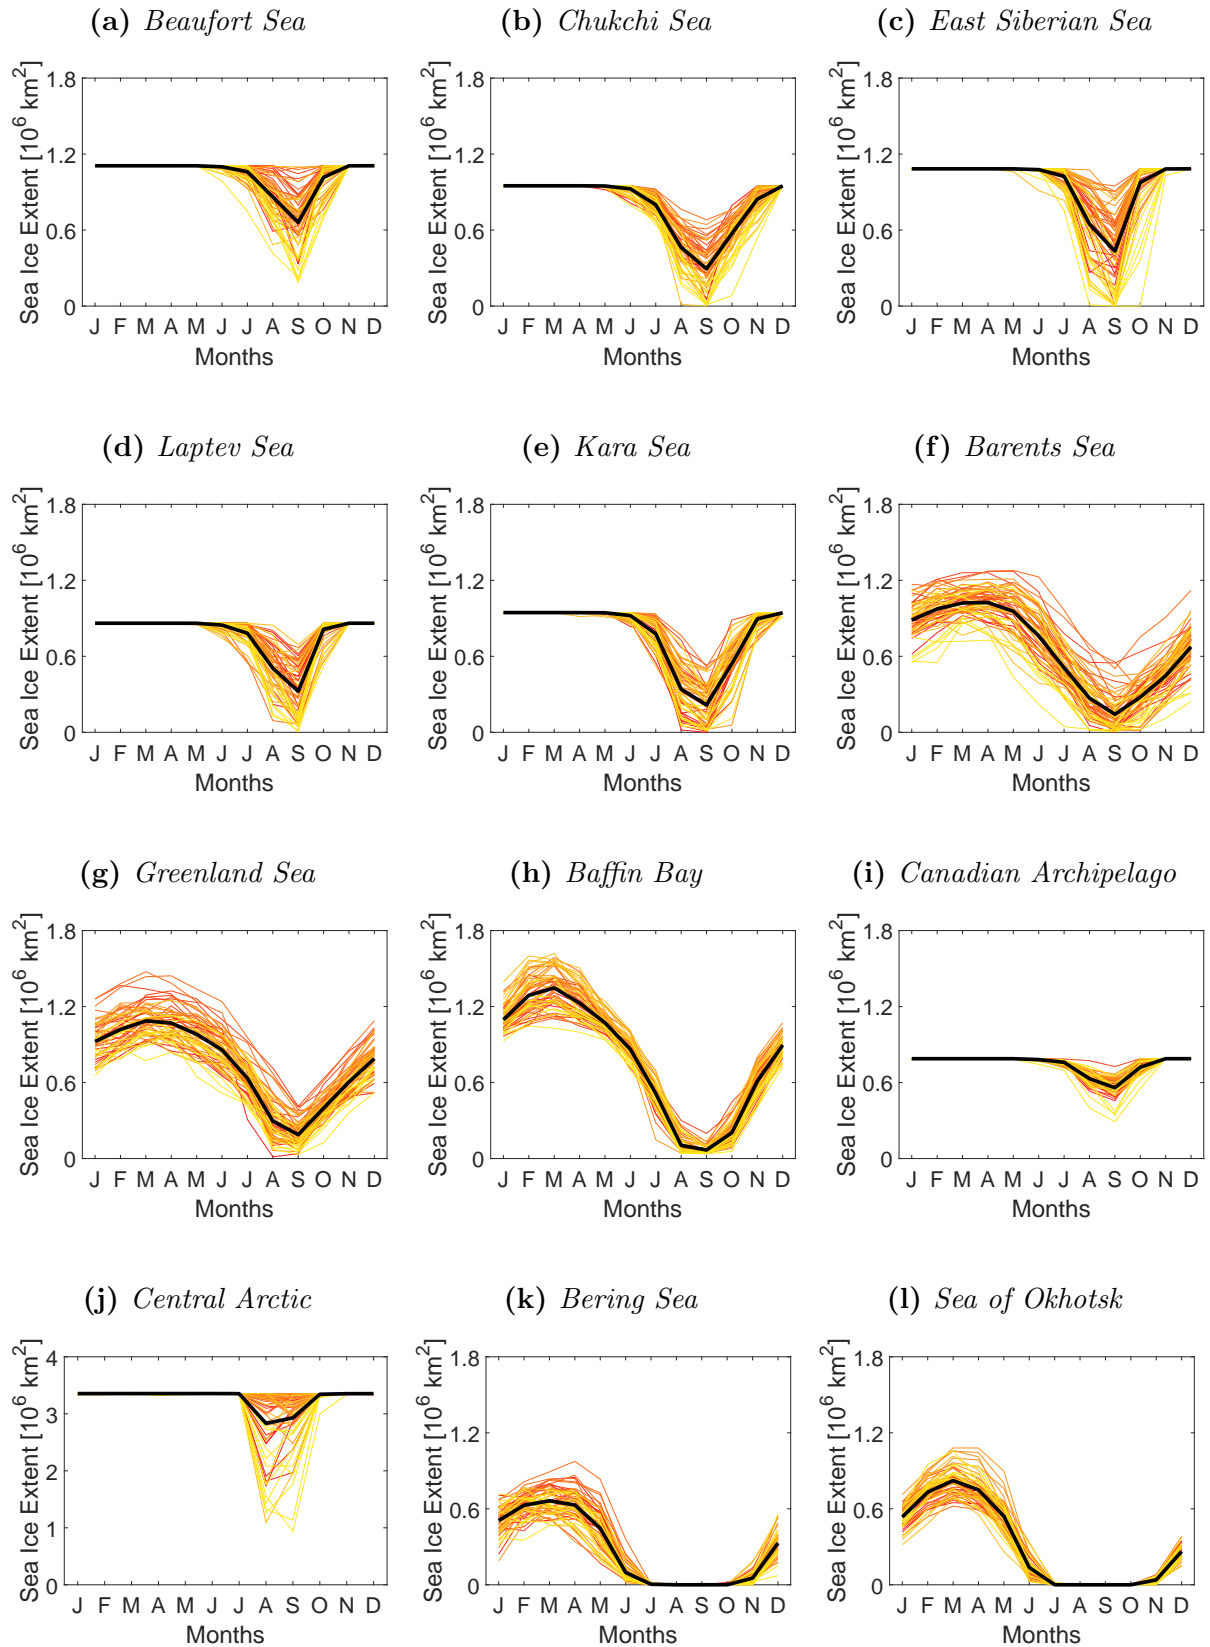 (a) Beaufort Sea
Sea Ice Extent [10^6 km^2]
1.8
1.2
0.6
0
J F M A M J J A S O N D
Months
(b) Chukchi Sea
Sea Ice Extent [10^6 km^2]
1.8
1.2
0.6
0
J F M A M J J A S O N D
Months
(c) East Siberian Sea
Sea Ice Extent [10^6 km^2]
1.8
1.2
0.6
0
J F M A M J J A S O N D
Months
(d) Laptev Sea
Sea Ice Extent [10^6 km^2]
1.8
1.2
0.6
0
J F M A M J J A S O N D
Months
(e) Kara Sea
Sea Ice Extent [10^6 km^2]
1.8
1.2
0.6
0
J F M A M J J A S O N D
Months
(f) Barents Sea
Sea Ice Extent [10^6 km^2]
1.8
1.2
0.6
0
J F M A M J J A S O N D
Months
(g) Greenland Sea
Sea Ice Extent [10^6 km^2]
1.8
1.2
0.6
0
J F M A M J J A S O N D
Months
(h) Baffin Bay
Sea Ice Extent [10^6 km^2]
1.8
1.2
0.6
0
J F M A M J J A S O N D
Months
(i) Canadian Archipelago
Sea Ice Extent [10^6 km^2]
1.8
1.2
0.6
0
J F M A M J J A S O N D
Months
(j) Central Arctic
Sea Ice Extent [10^6 km^2]
4
3
2
1
0
J F M A M J J A S O N D
Months
(k) Bering Sea
Sea Ice Extent [10^6 km^2]
1.8
1.2
0.6
0
J F M A M J J A S O N D
Months
(l) Sea of Okhotsk
Sea Ice Extent [10^6 km^2]
1.8
1.2
0.6
0
J F M A M J J A S O N D
Months